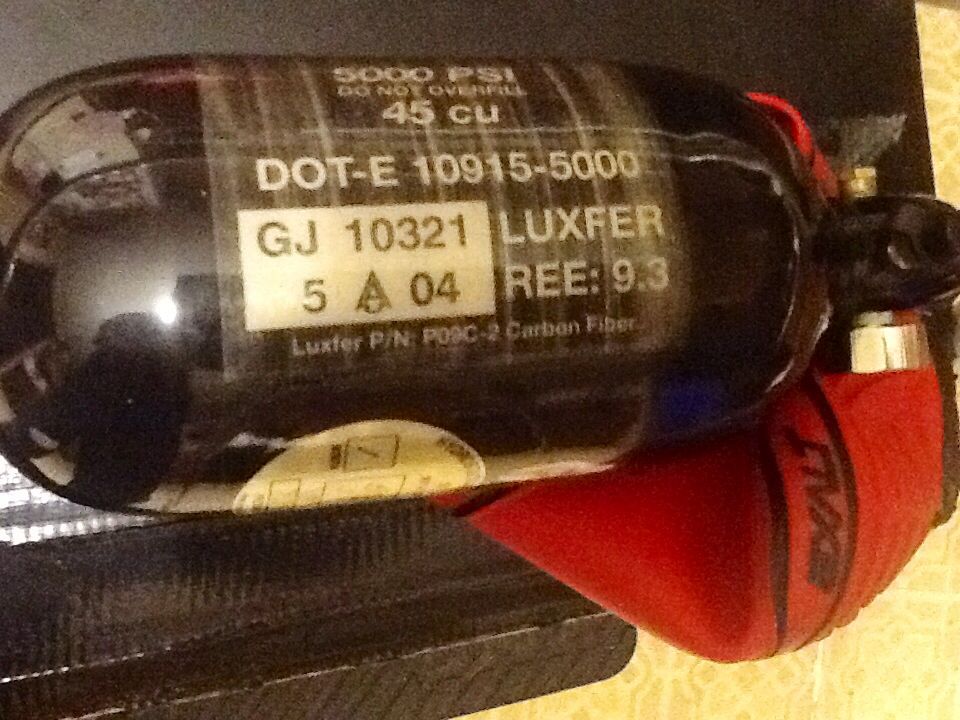 5000 PSI
DO NOT OVERFILL
45 cu
DOT-E 10915-5000
GJ 10321
5 04
LUXFER
REE: 9.3
Luxfer P/N: P09C-2 Carbon Fiber